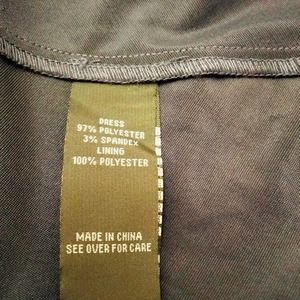 DRESS
97% POLYESTER
3% SPANDEX
LINING
100% POLYESTER
MADE IN CHINA
SEE OVER FOR CARE